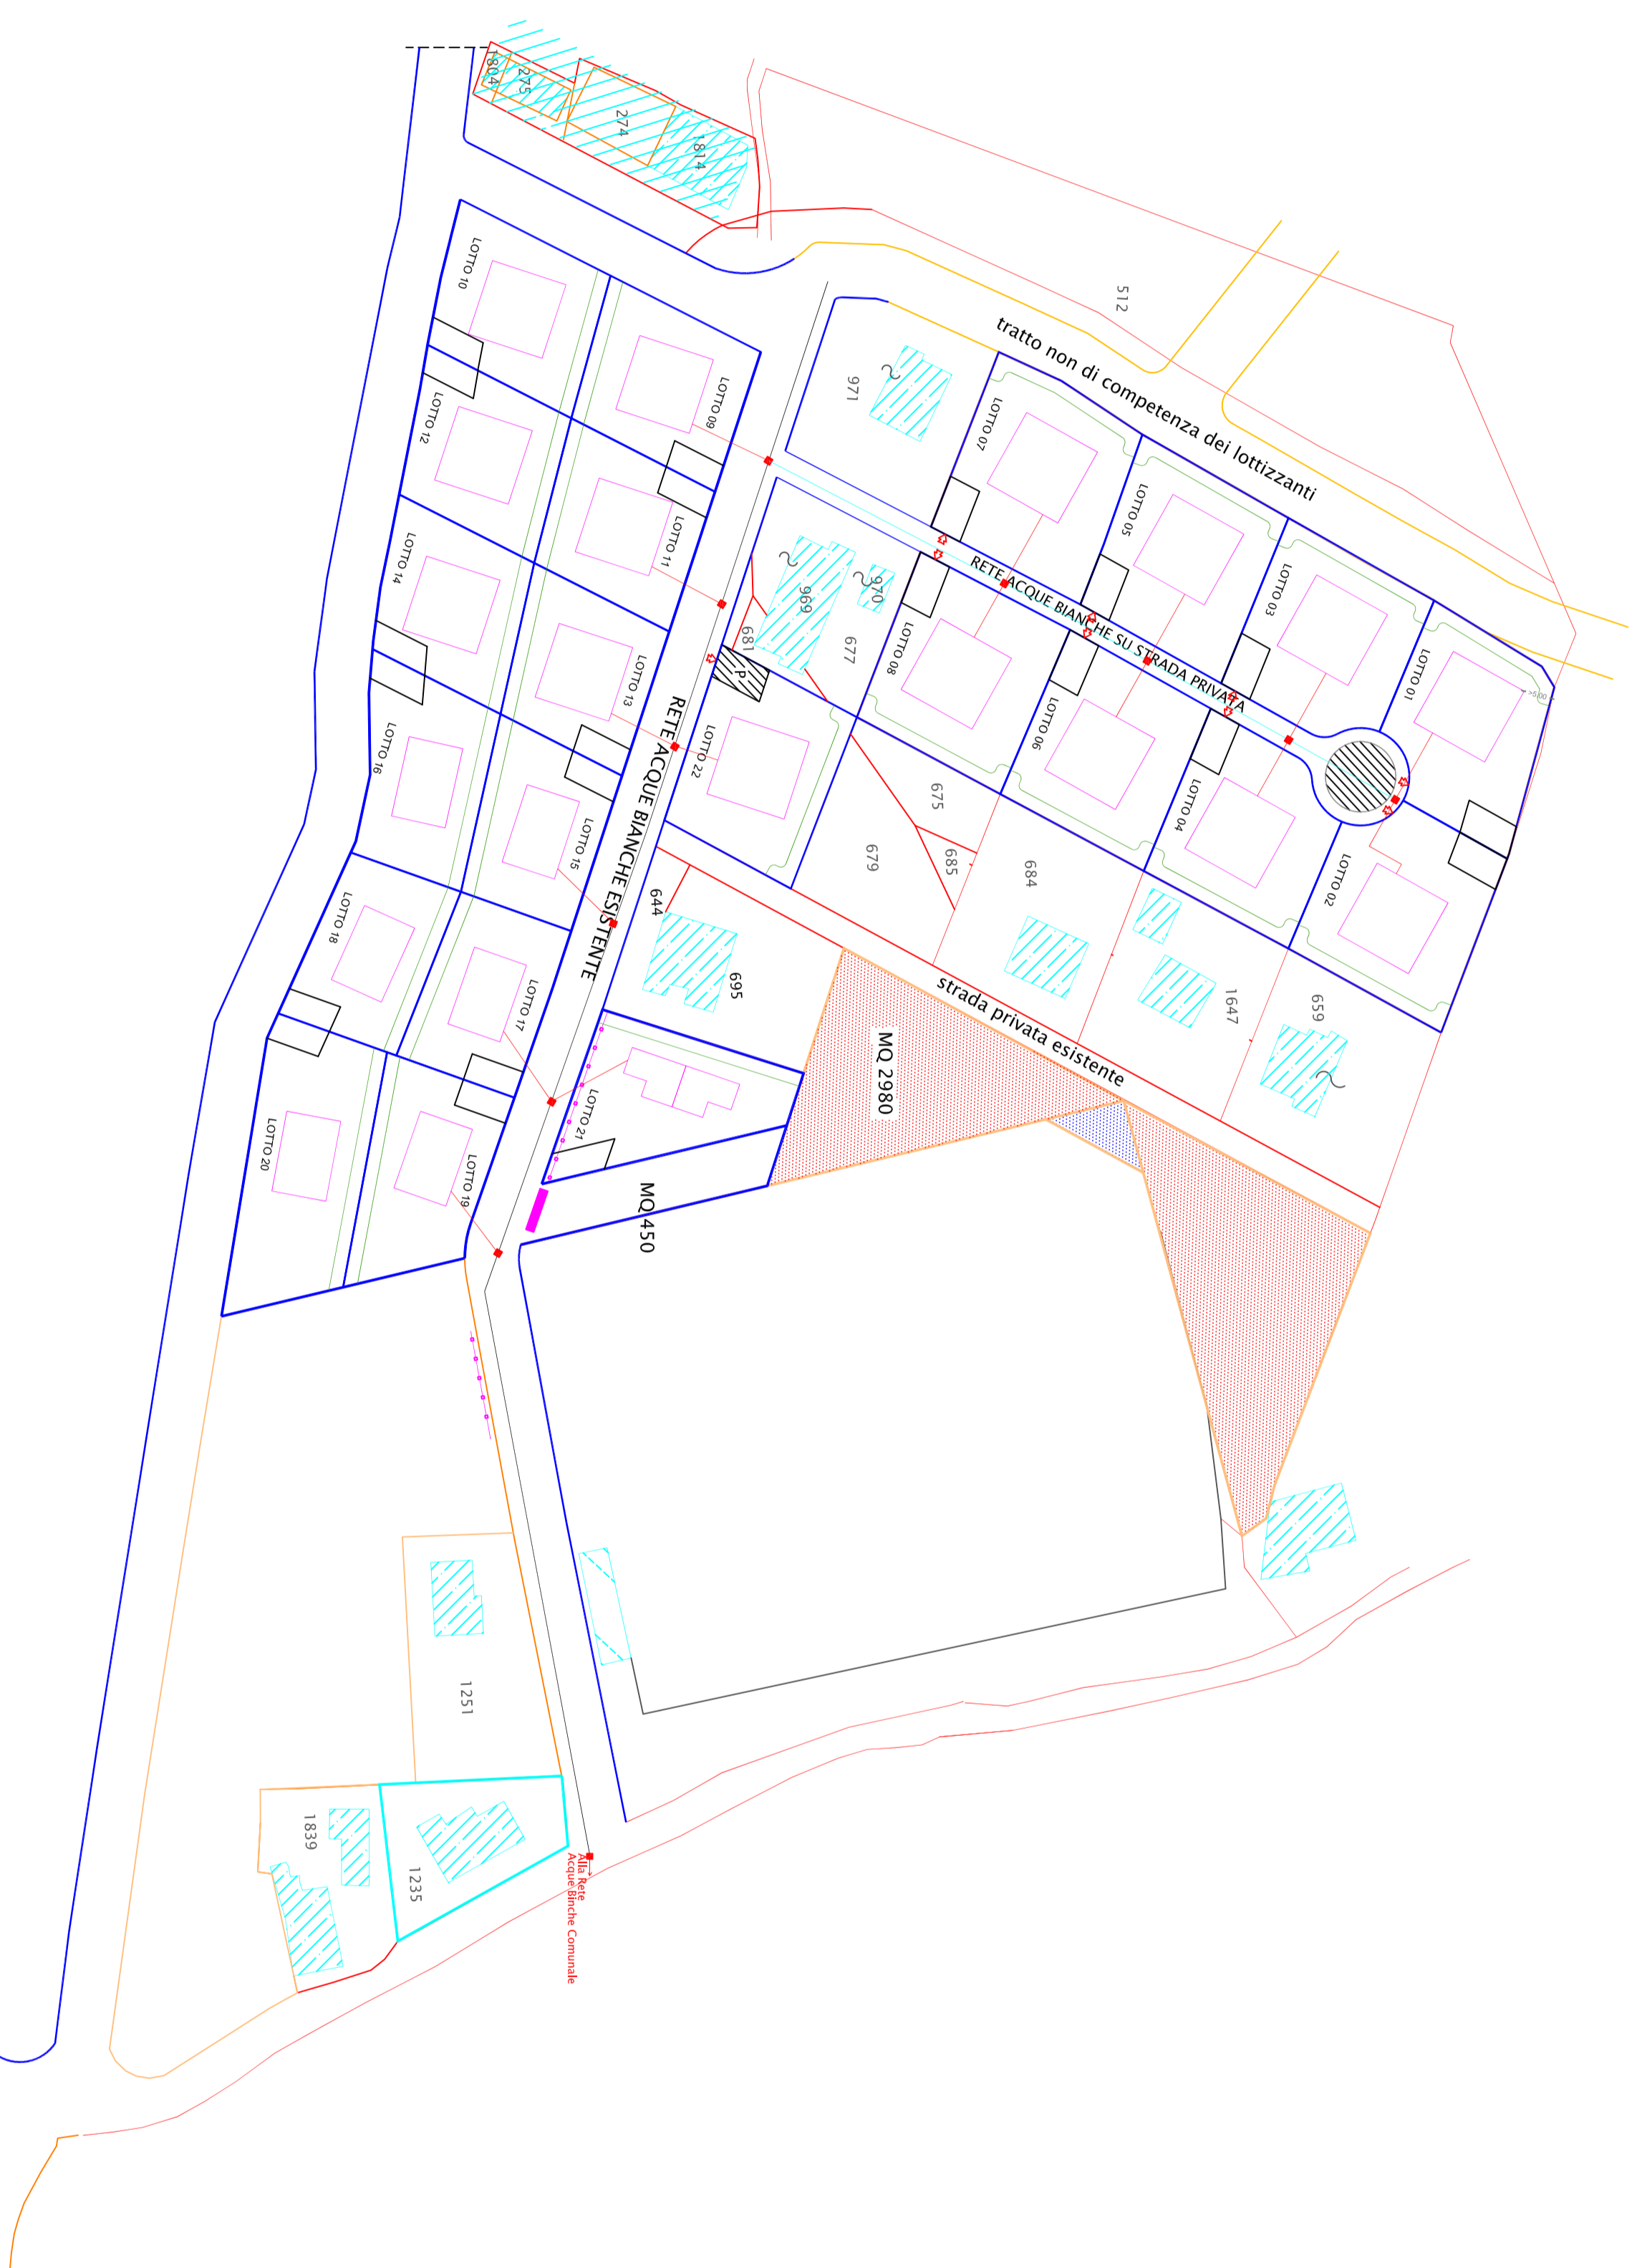 1804
275
274
1814
512
tratto non di competenza dei lottizzanti
LOTTO 10
LOTTO 09
971
LOTTO 07
LOTTO 05
LOTTO 03
LOTTO 01
>5.00
LOTTO 12
LOTTO 11
969
970
681
677
P
RETE ACQUE BIANCHE SU STRADA PRIVATA
LOTTO 08
LOTTO 06
LOTTO 04
LOTTO 02
LOTTO 14
LOTTO 13
LOTTO 22
RETE ACQUE BIANCHE ESISTENTE
675
679
685
684
LOTTO 16
LOTTO 15
644
695
strada privata esistente
1647
659
LOTTO 18
LOTTO 17
LOTTO 21
MQ 2980
LOTTO 20
LOTTO 19
MQ 450
1251
1839
1235
Alla Rete
Acque Binche Comunale